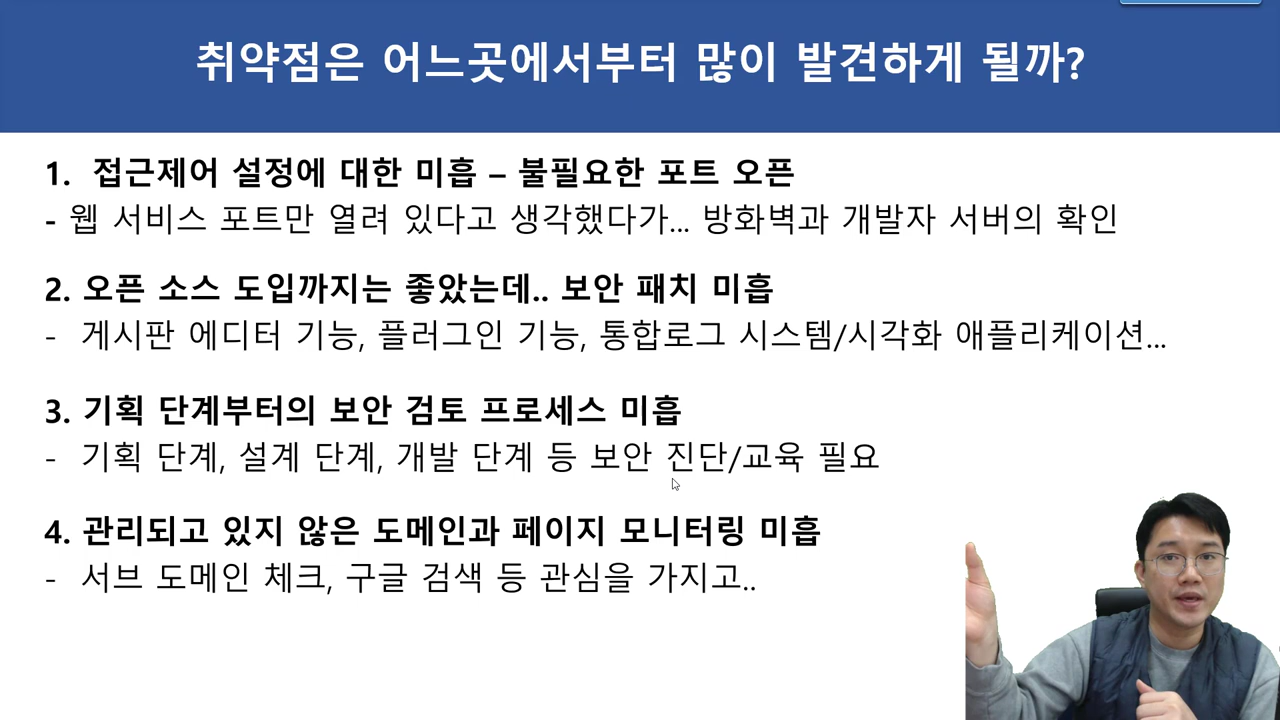 취약점은 어느곳에서부터 많이 발견하게 될까?
1. 접근제어 설정에 대한 미흡 – 불필요한 포트 오픈
- 웹 서비스 포트만 열려 있다고 생각했다가... 방화벽과 개발자 서버의 확인
2. 오픈 소스 도입까지는 좋았는데.. 보안 패치 미흡
- 게시판 에디터 기능, 플러그인 기능, 통합로그 시스템/시각화 애플리케이션...
3. 기획 단계부터의 보안 검토 프로세스 미흡
- 기획 단계, 설계 단계, 개발 단계 등 보안 진단/교육 필요
4. 관리되고 있지 않은 도메인과 페이지 모니터링 미흡
- 서브 도메인 체크, 구글 검색 등 관심을 가지고..